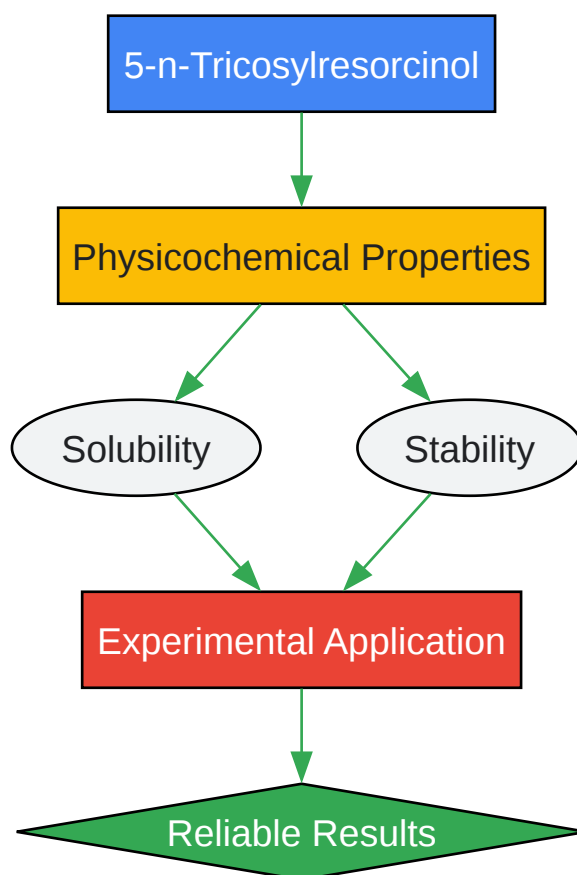 5-n-Tricosylresorcinol
Physicochemical Properties
Solubility
Stability
Experimental Application
Reliable Results